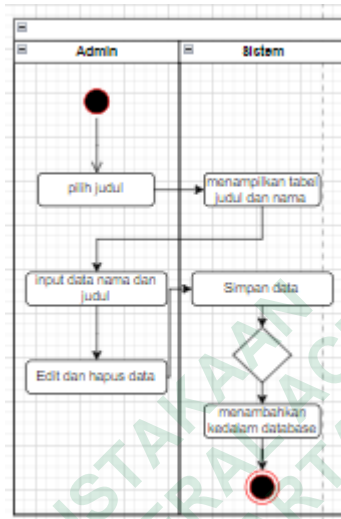 Admin
Sistem
pilih judul
menampilkan tabel
judul dan nama
input data nama dan
judul
Simpan data
Edit dan hapus data
menambahkan
kedalam database